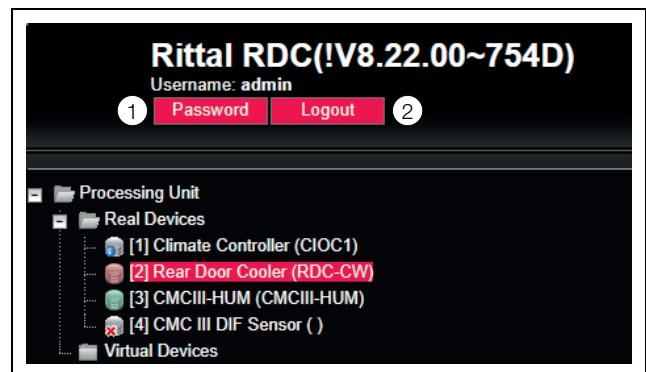 Rittal RDC(!V8.22.00~754D)
Username: admin
1 Password Logout 2
Processing Unit
Real Devices
[1] Climate Controller (CIOC1)
[2] Rear Door Cooler (RDC-CW)
[3] CMCIII-HUM (CMCIII-HUM)
[4] CMC III DIF Sensor ( )
Virtual Devices